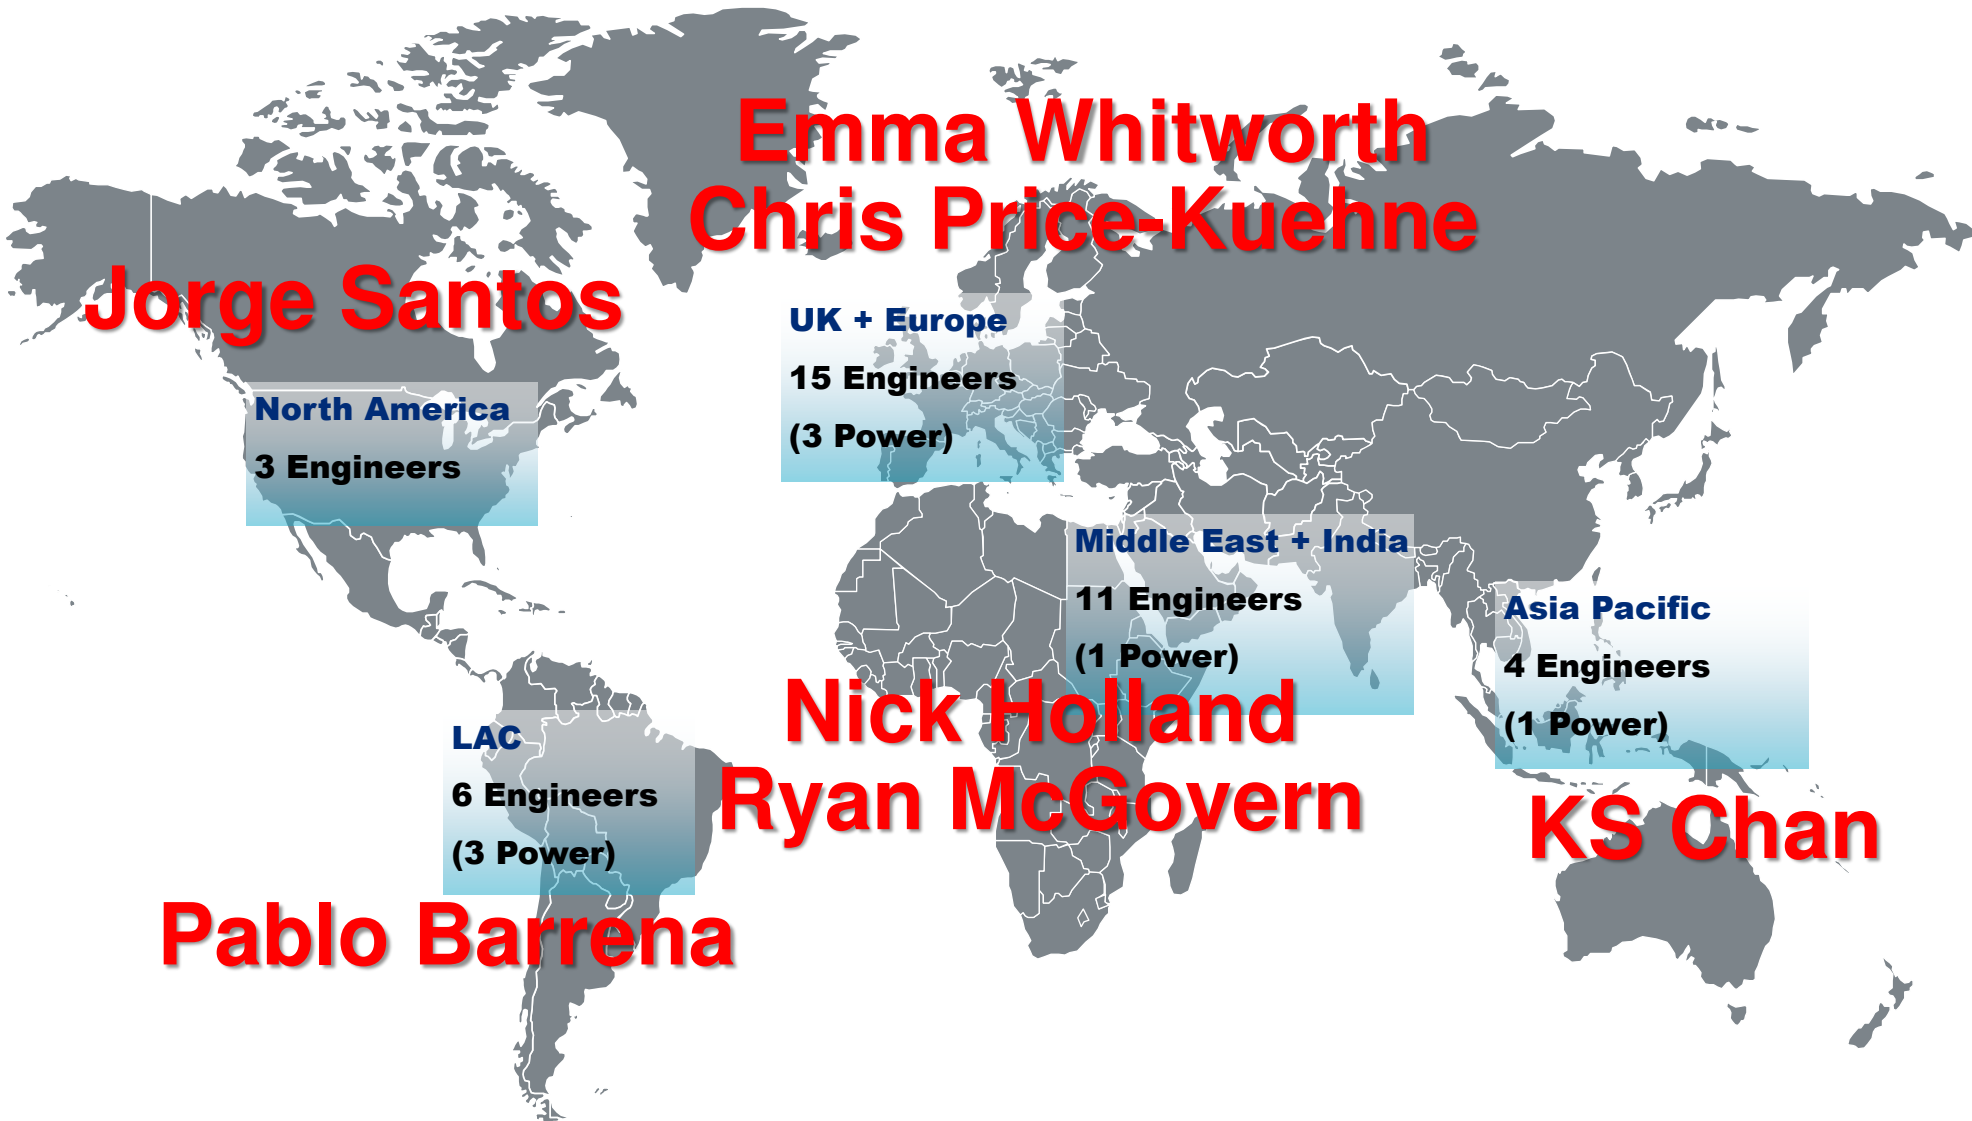 Emma Whitworth
Chris Price-Kuehne
Jorge Santos
UK + Europe
15 Engineers
(3 Power)
North America
3 Engineers
Middle East + India
11 Engineers
(1 Power)
Nick Holland
Ryan McGovern
Asia Pacific
4 Engineers
(1 Power)
KS Chan
LAC
6 Engineers
(3 Power)
Pablo Barrena